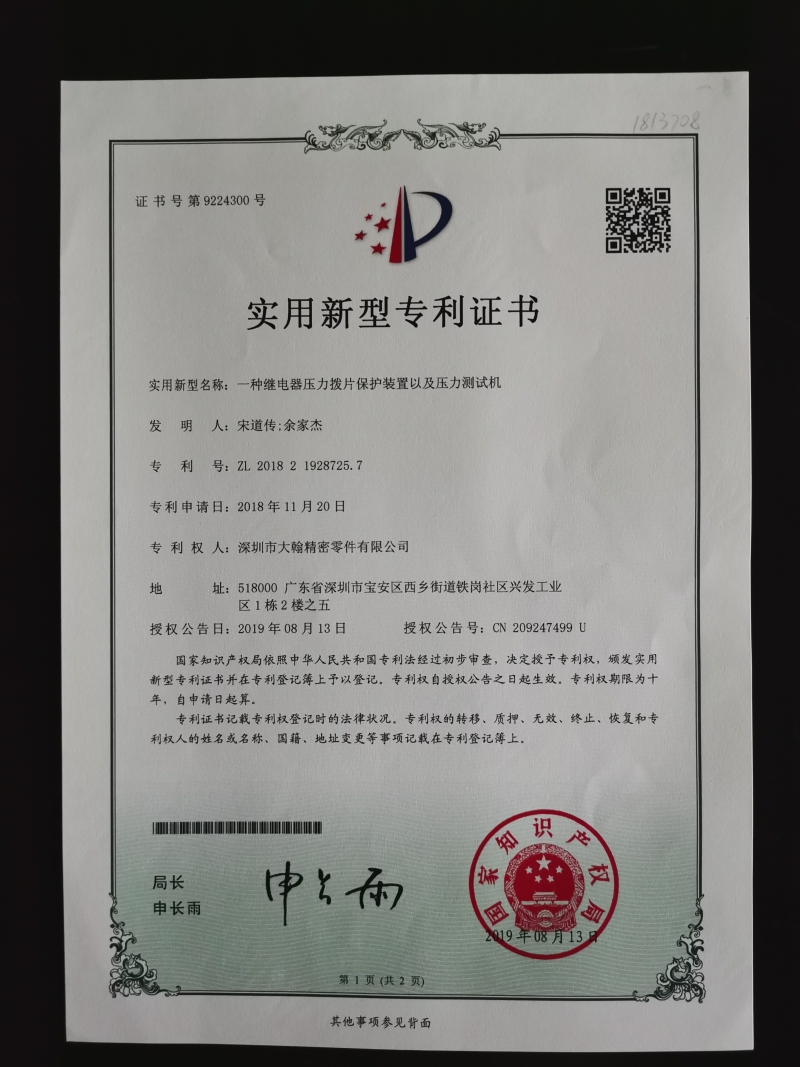 1813708
证书号第9224300号
实用新型专利证书
实用新型名称：一种继电器压力拨片保护装置以及压力测试机
发明人：宋道传;余家杰
专利号：ZL 2018 2 1928725.7
专利申请日：2018年11月20日
专利权人：深圳市大翰精密零件有限公司
地址：518000 广东省深圳市宝安区西乡街道铁岗社区兴发工业
区1栋2楼之五
授权公告日：2019年08月13日 授权公告号：CN 209247499 U
国家知识产权局依照中华人民共和国专利法经过初步审查，决定授予专利权，颁发实用
新型专利证书并在专利登记簿上予以登记。专利权自授权公告之日起生效。专利权期限为十
年，自申请日起算。
专利证书记载专利权登记时的法律状况。专利权的转移、质押、无效、终止、恢复和专
利权人的姓名或名称、国籍、地址变更等事项记载在专利登记簿上。
局长
申长雨
申长雨
国家知识产权局
2019年08月13日
第1页(共2页)
其他事项参见背面